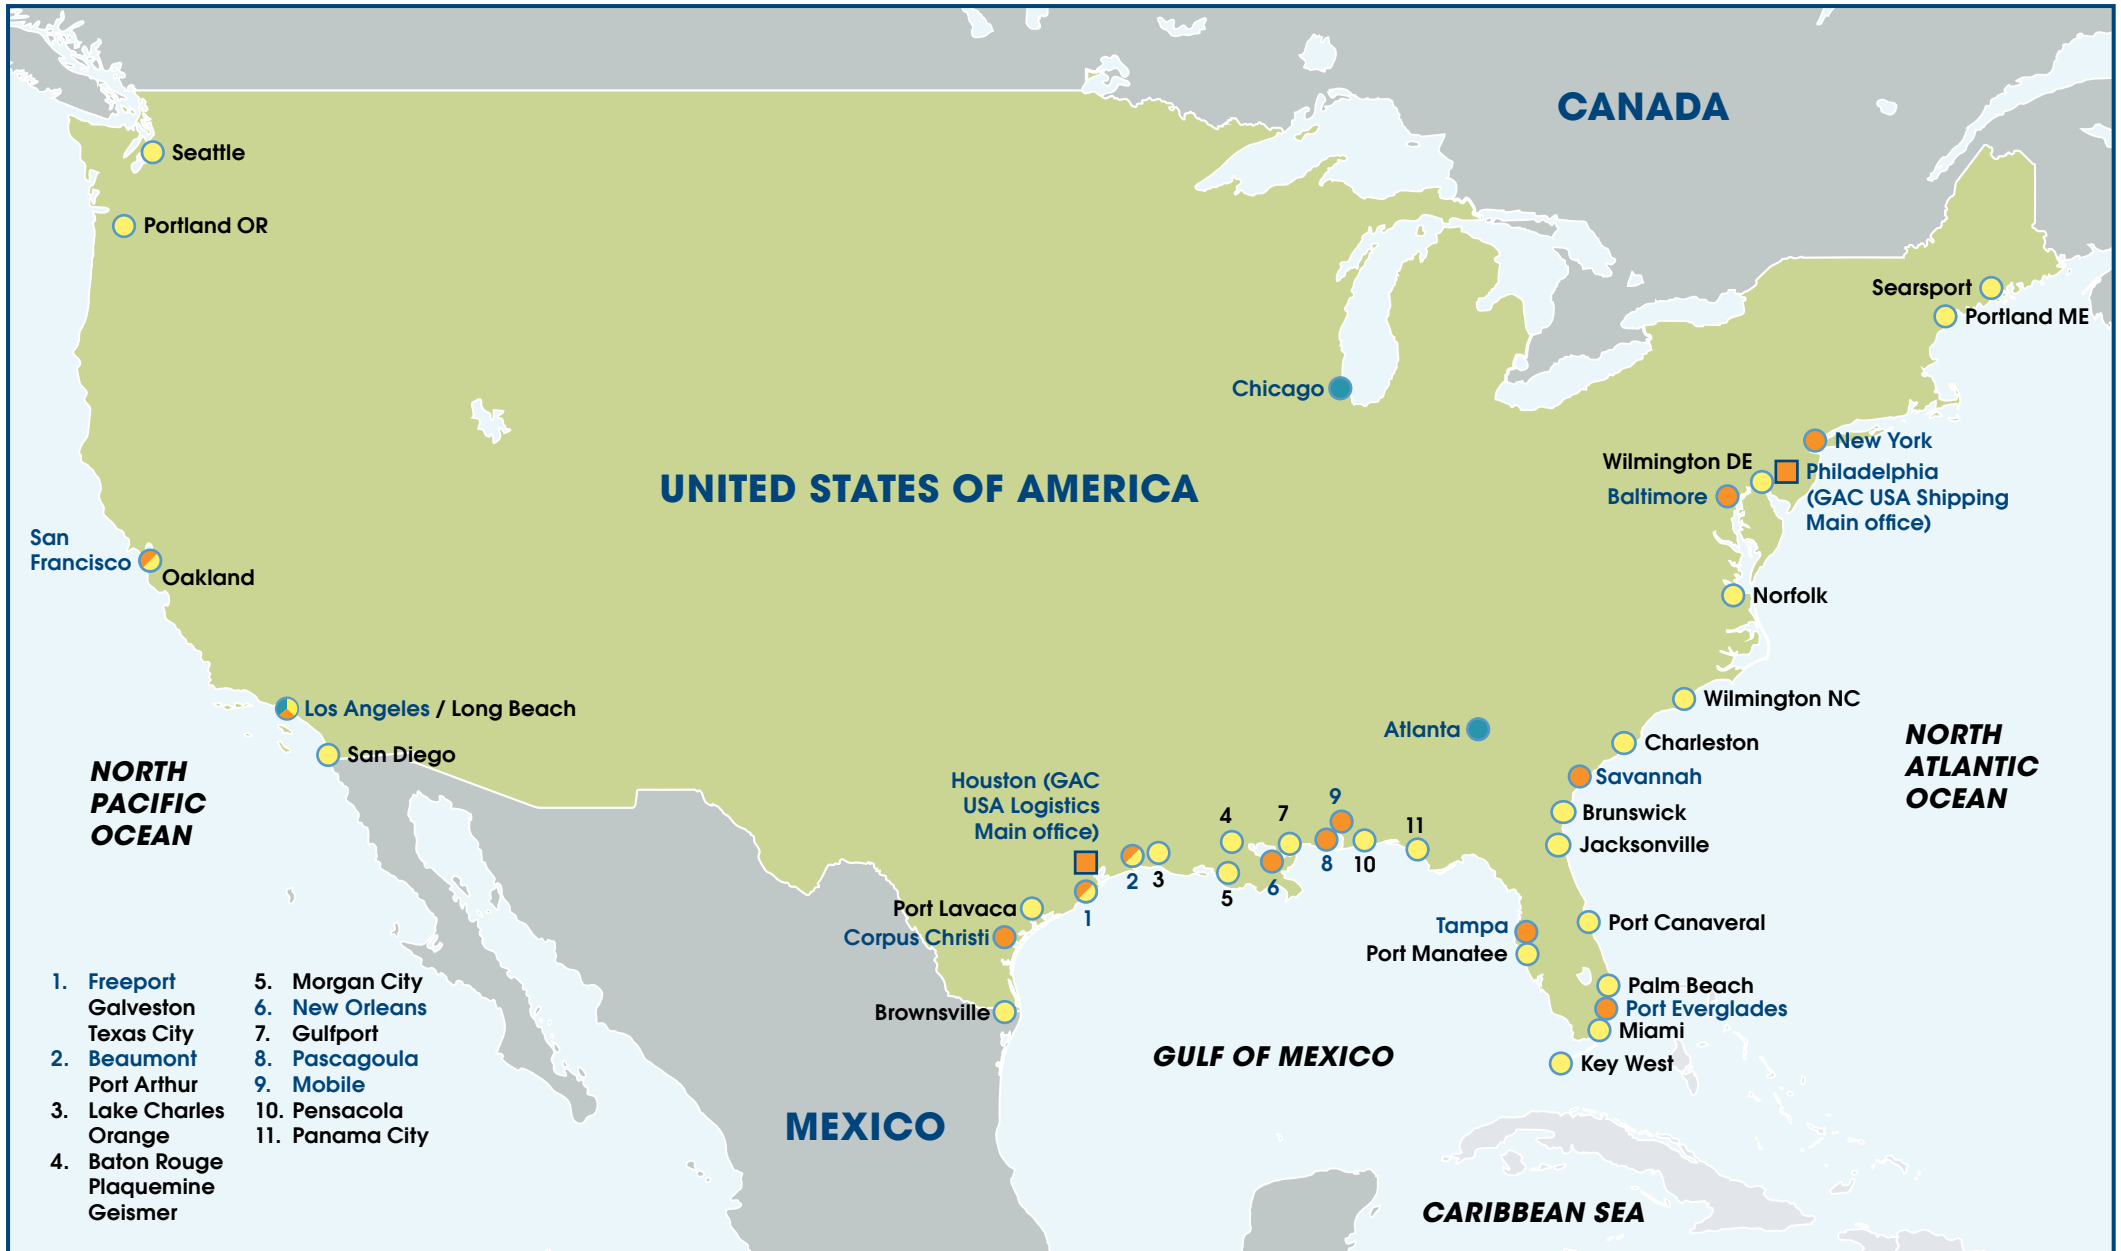 CANADA
Seattle
Portland OR
Searsport
Portland ME
Chicago
New York
Wilmington DE
Philadelphia
(GAC USA Shipping
Main office)
Baltimore
UNITED STATES OF AMERICA
San
Francisco
Oakland
Norfolk
Los Angeles / Long Beach
San Diego
Wilmington NC
Atlanta
Charleston
NORTH
PACIFIC
OCEAN
NORTH
ATLANTIC
OCEAN
Houston (GAC
USA Logistics
Main office)
Savannah
Brunswick
Jacksonville
9
4
7
11
2
3
5
6
8
10
1
Port Lavaca
Corpus Christi
Brownsville
Tampa
Port Manatee
Port Canaveral
Palm Beach
Port Everglades
Miami
Key West
GULF OF MEXICO
MEXICO
CARIBBEAN SEA
1. Freeport
Galveston
Texas City
2. Beaumont
Port Arthur
3. Lake Charles
Orange
4. Baton Rouge
Plaquemine
Geismer
5. Morgan City
6. New Orleans
7. Gulfport
8. Pascagoula
9. Mobile
10. Pensacola
11. Panama City